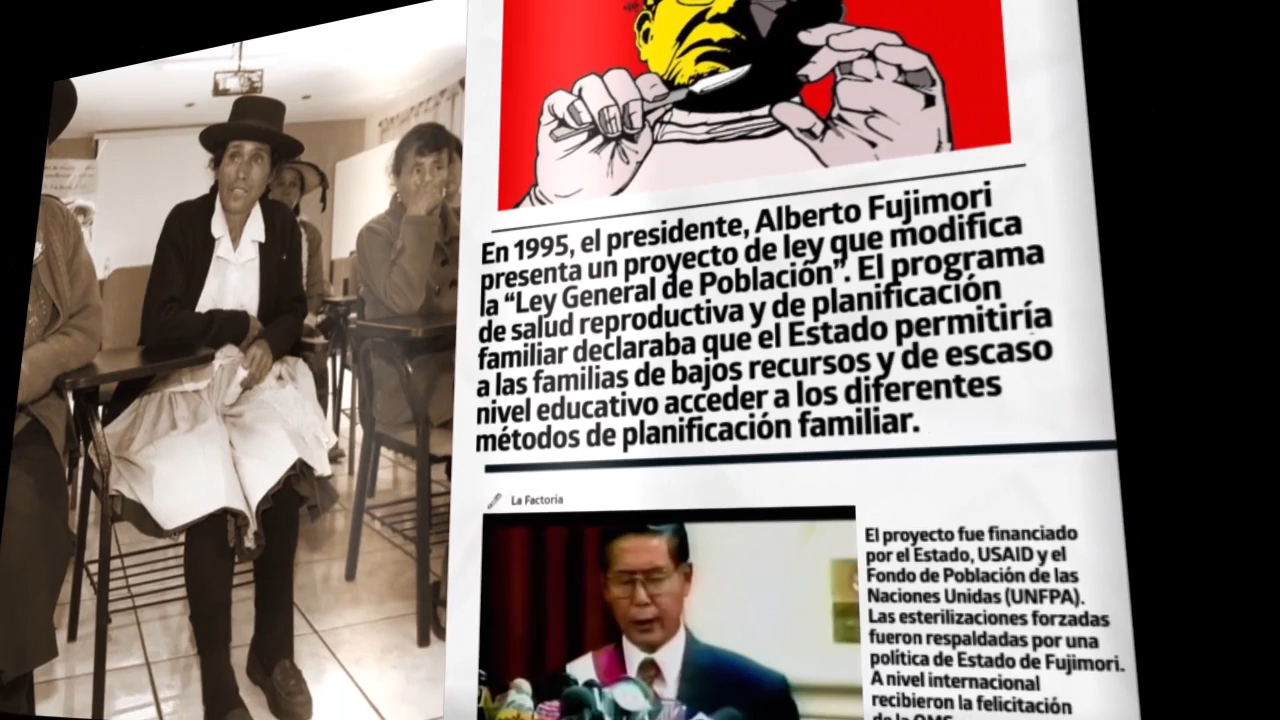 En 1995, el presidente, Alberto Fujimori
presenta un proyecto de ley que modifica
la “Ley General de Población”. El programa
de salud reproductiva y de planificación
familiar declaraba que el Estado permitiría
a las familias de bajos recursos y de escaso
nivel educativo acceder a los diferentes
métodos de planificación familiar.
La Factoria
El proyecto fue financiado
por el Estado, USAID y el
Fondo de Población de las
Naciones Unidas (UNFPA).
Las esterilizaciones forzadas
fueron respaldadas por una
política de Estado de Fujimori.
A nivel internacional
recibieron la felicitación
de la OMS